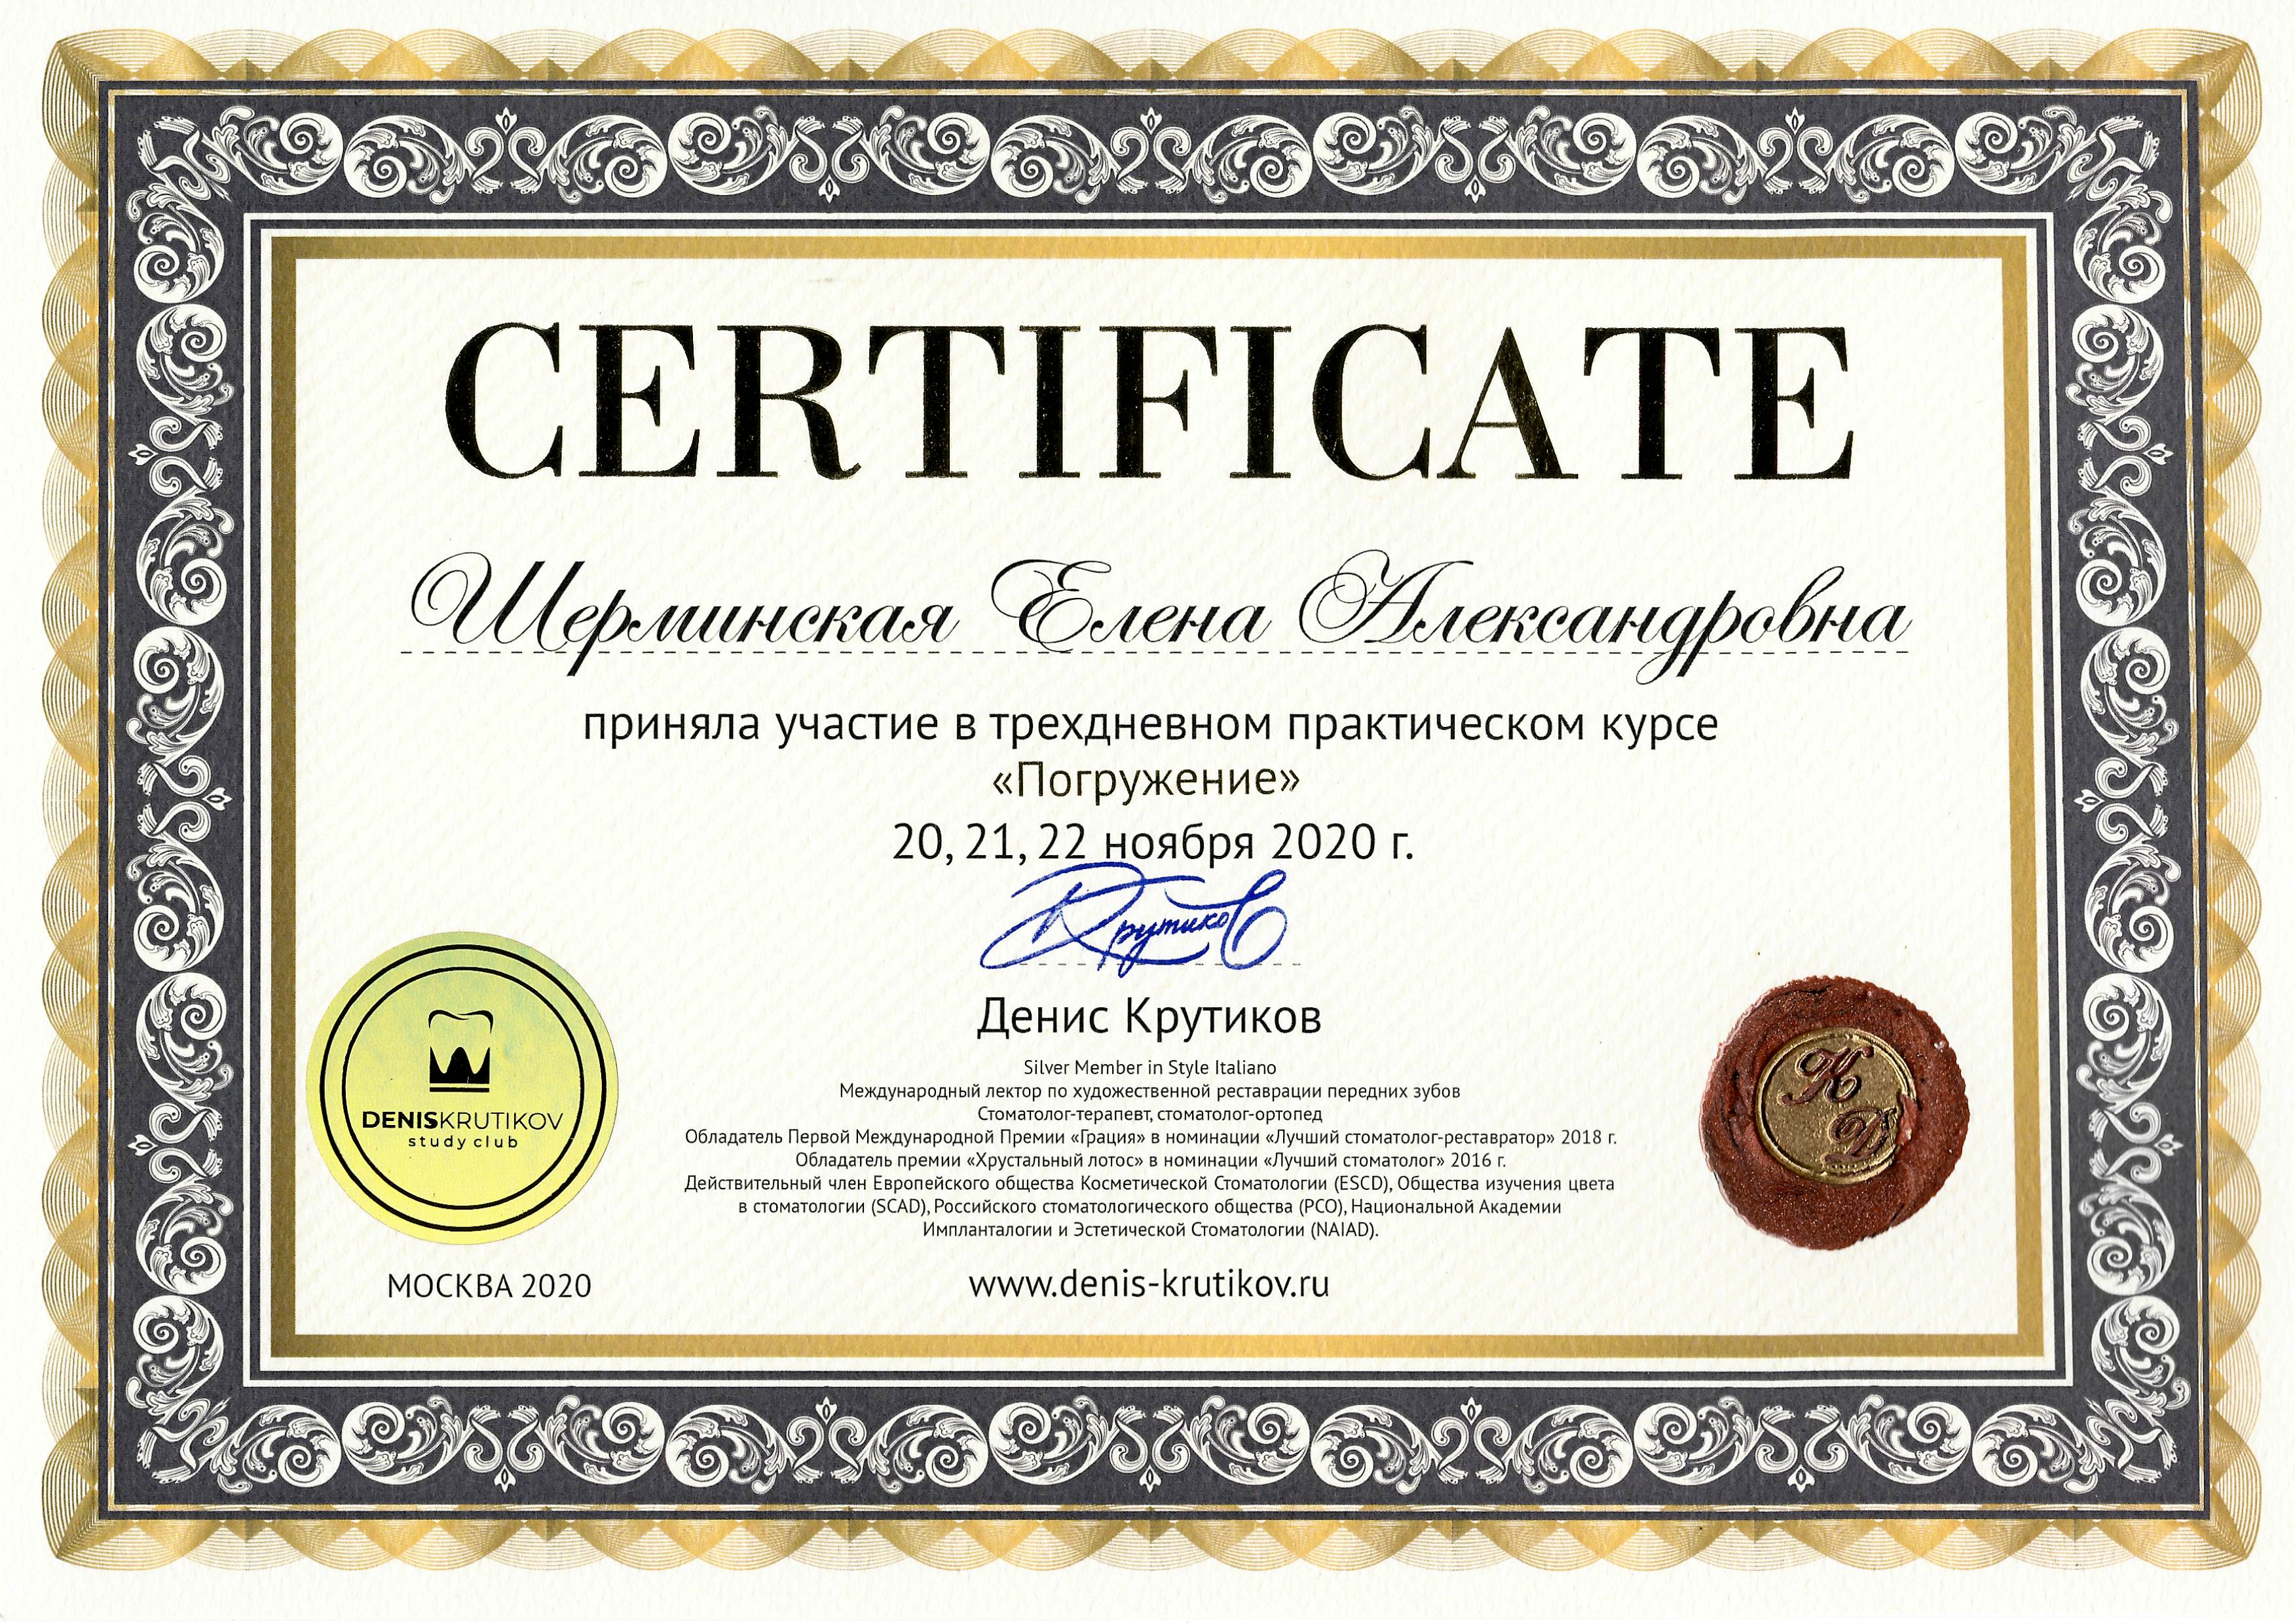 CERTIFICATE
Шерминская Елена Александровна
приняла участие в трехдневном практическом курсе
«Погружение»
20, 21, 22 ноября 2020 г.
Крутиков
Денис Крутиков
Silver Member in Style Italiano
Международный лектор по художественной реставрации передних зубов
Стоматолог-терапевт, стоматолог-ортопед
Обладатель Первой Международной Премии «Грация» в номинации «Лучший стоматолог-реставратор» 2018 г.
Обладатель премии «Хрустальный лотос» в номинации «Лучший стоматолог» 2016 г.
Действительный член Европейского общества Косметической Стоматологии (ESCD), Общества изучения цвета
в стоматологии (SCAD), Российского стоматологического общества (РСО), Национальной Академии
Имплантологии и Эстетической Стоматологии (NAIAD).
DENISKRUTIKOV
study club
К
Д
МОСКВА 2020
www.denis-krutikov.ru